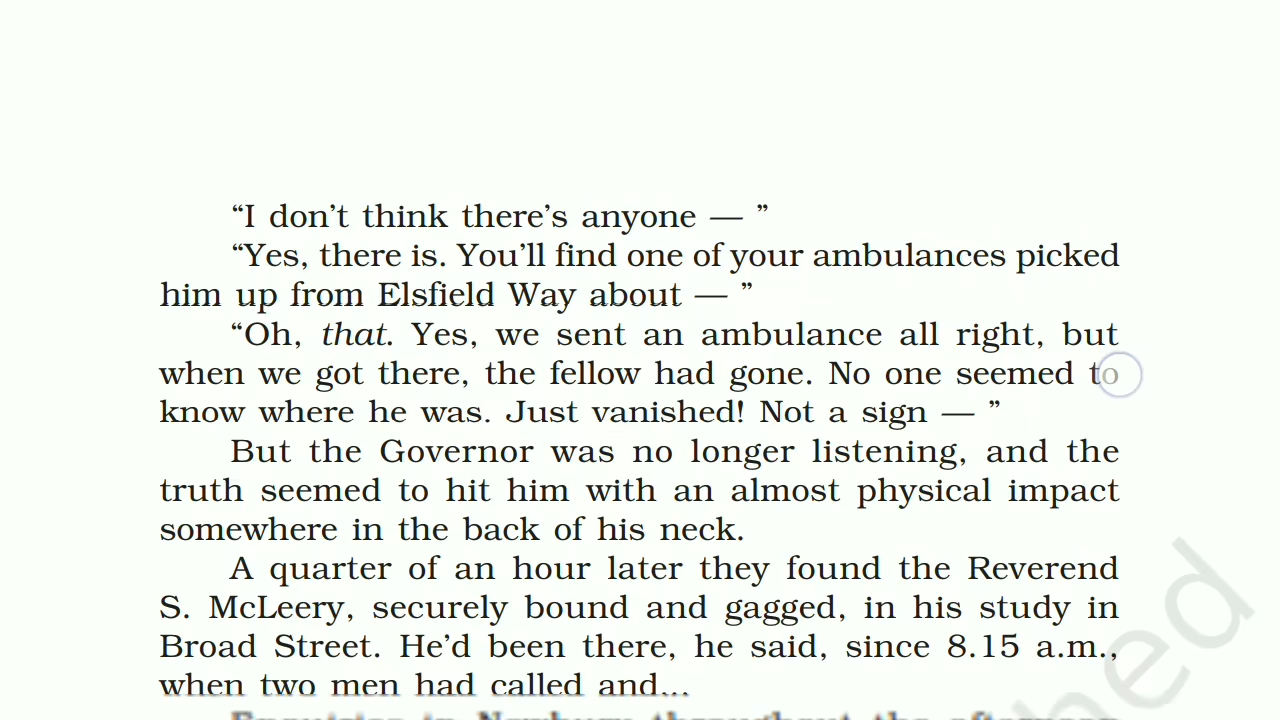 “I don’t think there’s anyone — ”
“Yes, there is. You’ll find one of your ambulances picked
him up from Elsfield Way about — ”
“Oh, that. Yes, we sent an ambulance all right, but
when we got there, the fellow had gone. No one seemed to
know where he was. Just vanished! Not a sign — ”
But the Governor was no longer listening, and the
truth seemed to hit him with an almost physical impact
somewhere in the back of his neck.
A quarter of an hour later they found the Reverend
S. McLeery, securely bound and gagged, in his study in
Broad Street. He’d been there, he said, since 8.15 a.m.,
when two men had called and...